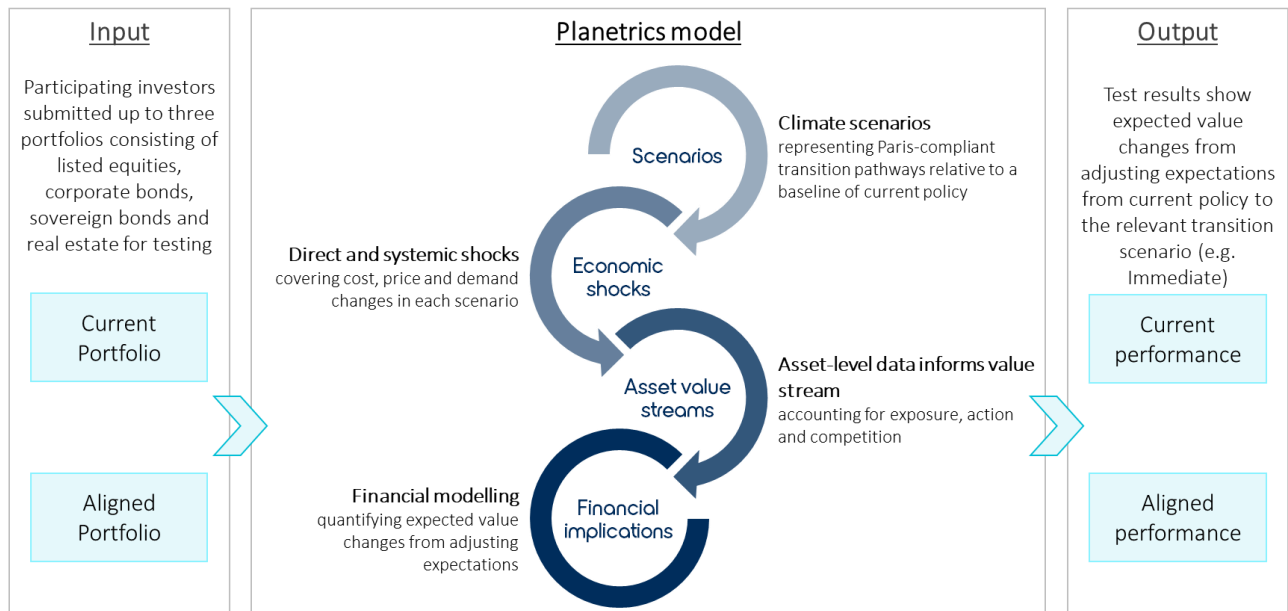 Input
Participating investors
submitted up to three
portfolios consisting of
listed equities,
corporate bonds,
sovereign bonds and
real estate for testing
Current
Portfolio
Aligned
Portfolio
Planetrics model
Scenarios
Climate scenarios
representing Paris-compliant
transition pathways relative to a
baseline of current policy
Direct and systemic shocks
covering cost, price and demand
changes in each scenario
Economic
shocks
Asset value
streams
Asset-level data informs value
stream
accounting for exposure, action
and competition
Financial modelling
quantifying expected value
changes from adjusting
expectations
Financial
implications
Output
Test results show
expected value
changes from
adjusting expectations
from current policy to
the relevant transition
scenario (e.g.
Immediate)
Current
performance
Aligned
performance